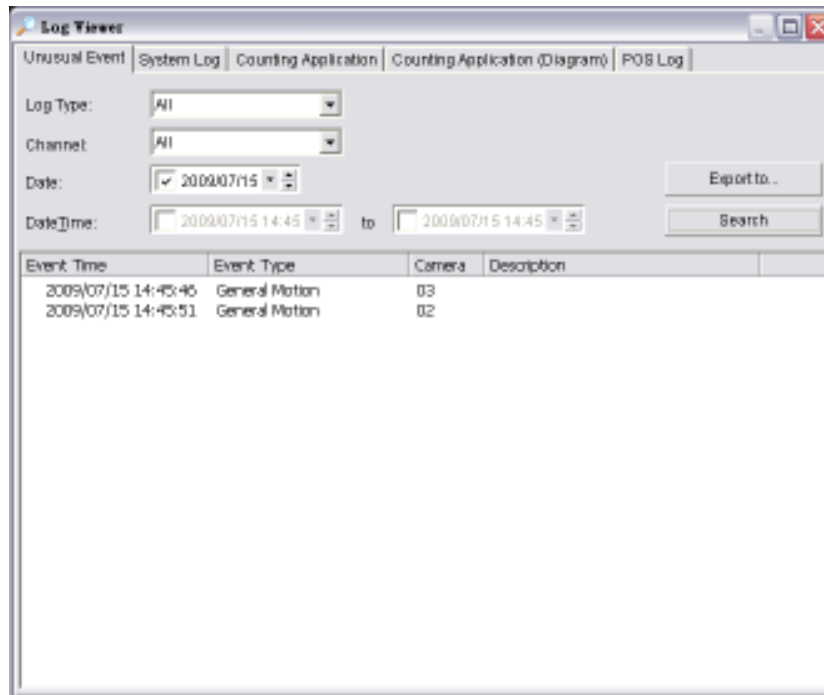 Log Viewer
Unusual Event System Log Counting Application Counting Application (Diagram) POS Log
Log Type: All
Channel: All
Date: 2009/07/15
Export to...
DateTime: 2009/07/15 14:45 to 2009/07/15 14:45
Search
Event Time Event Type Camera Description
2009/07/15 14:45:46 General Motion 03
2009/07/15 14:45:51 General Motion 02